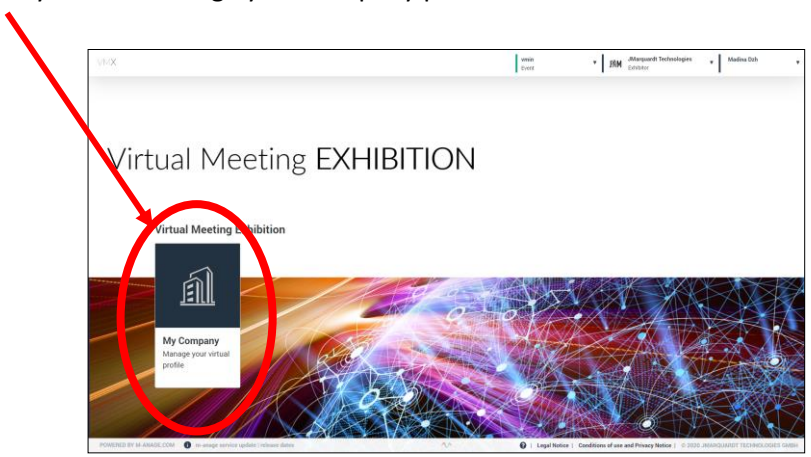 VMX
vmix
Event
JRM
JMarquardt Technologies
Exhibitor
Madina Dzh
Virtual Meeting EXHIBITION
Virtual Meeting Exhibition
My Company
Manage your virtual
profile
POWERED BY M-ANAGE.COM
m-anage service update / release dates
Legal Notice | Conditions of use and Privacy Notice | © 2020 JMARQUARDT TECHNOLOGIES GMBH